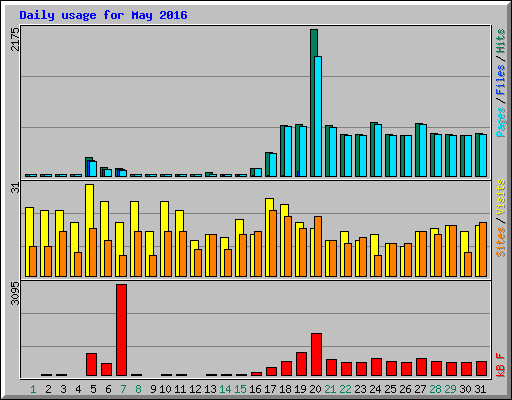 Daily usage for May 2016
2175
Pages / Files / Hits
31
Sites / Visits
3095
kB F
1 2 3 4 5 6 7 8 9 10 11 12 13 14 15 16 17 18 19 20 21 22 23 24 25 26 27 28 29 30 31